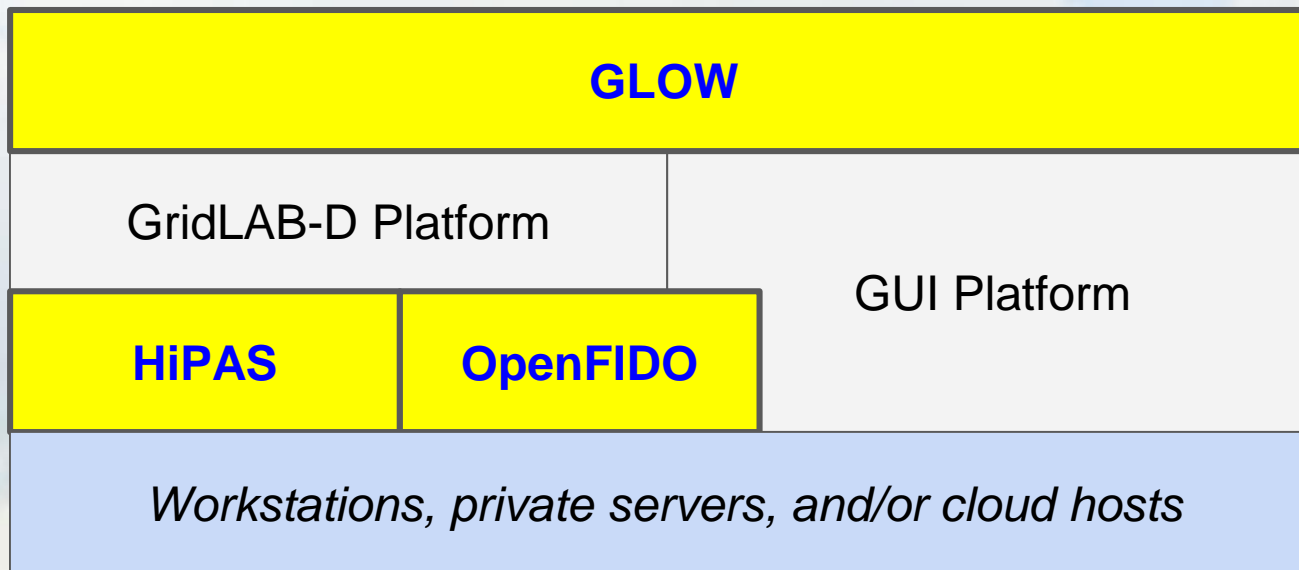 GLOW
GridLAB-D Platform
GUI Platform
HiPAS
OpenFIDO
Workstations, private servers, and/or cloud hosts